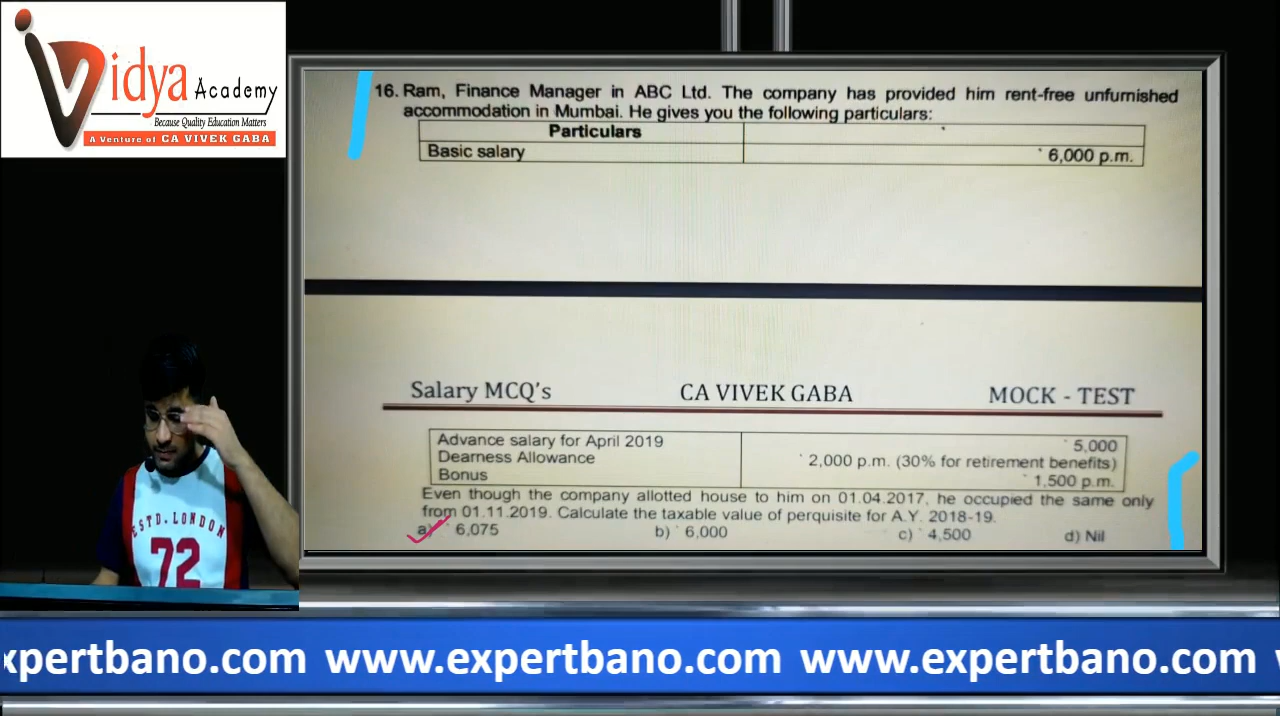 Vidya Academy
Because Quality Education Matters
A Venture of CA VIVEK GABA
16. Ram, Finance Manager in ABC Ltd. The company has provided him rent-free unfurnished
accommodation in Mumbai. He gives you the following particulars:
Particulars `
Basic salary ` 6,000 p.m.
Salary MCQ's CA VIVEK GABA MOCK - TEST
Advance salary for April 2019 ` 5,000
Dearness Allowance ` 2,000 p.m. (30% for retirement benefits)
Bonus ` 1,500 p.m.
Even though the company allotted house to him on 01.04.2017, he occupied the same only
from 01.11.2019. Calculate the taxable value of perquisite for A.Y. 2018-19.
a) ` 6,075 b) ` 6,000 c) ` 4,500 d) Nil
ESTD. LONDON
72
xpertbano.com www.expertbano.com www.expertbano.com